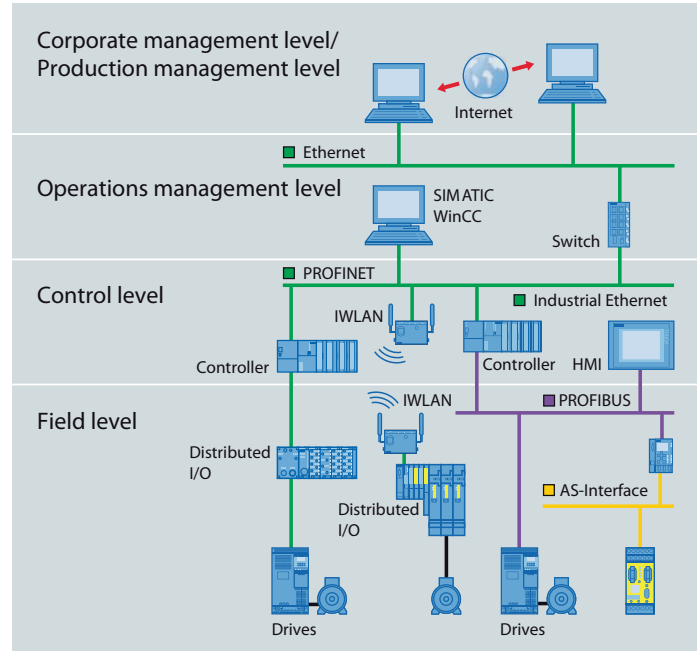 Corporate management level/
Production management level
Internet
Ethernet
Operations management level
SIMATIC
WinCC
Switch
PROFINET
Control level
Industrial Ethernet
IWLAN
Controller
Controller
HMI
IWLAN
PROFIBUS
Field level
Distributed
I/O
AS-Interface
Distributed
I/O
Drives
Drives